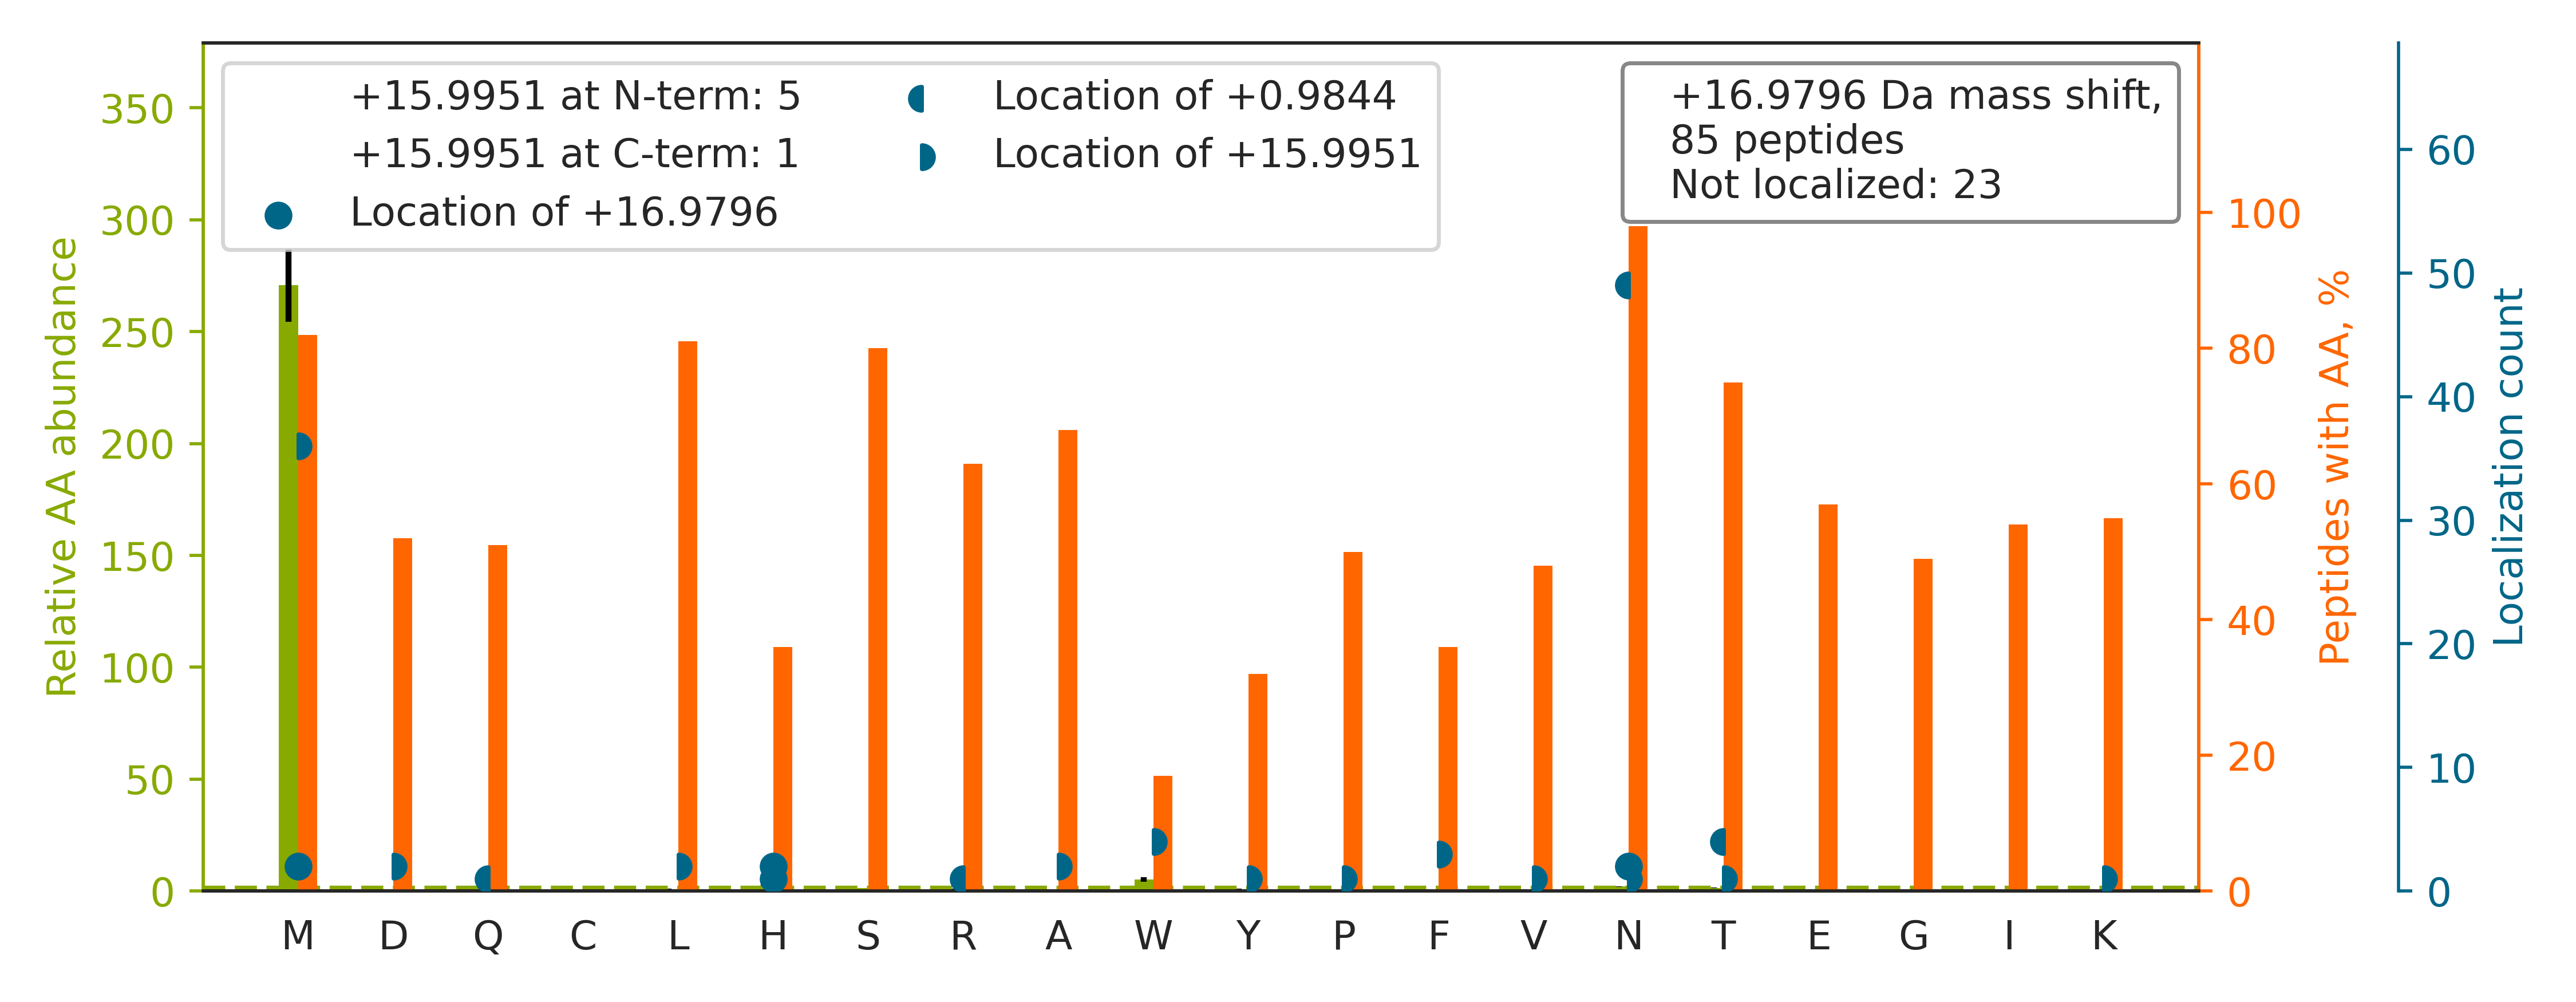 +15.9951 at N-term: 5
+15.9951 at C-term: 1
Location of +16.9796
Location of +0.9844
Location of +15.9951
+16.9796 Da mass shift,
85 peptides
Not localized: 23
Relative AA abundance
350
300
250
200
150
100
50
0
M D Q C L H S R A W Y P F V N T E G I K
100
80
60
40
20
0
Peptides with AA, %
60
50
40
30
20
10
0
Localization count